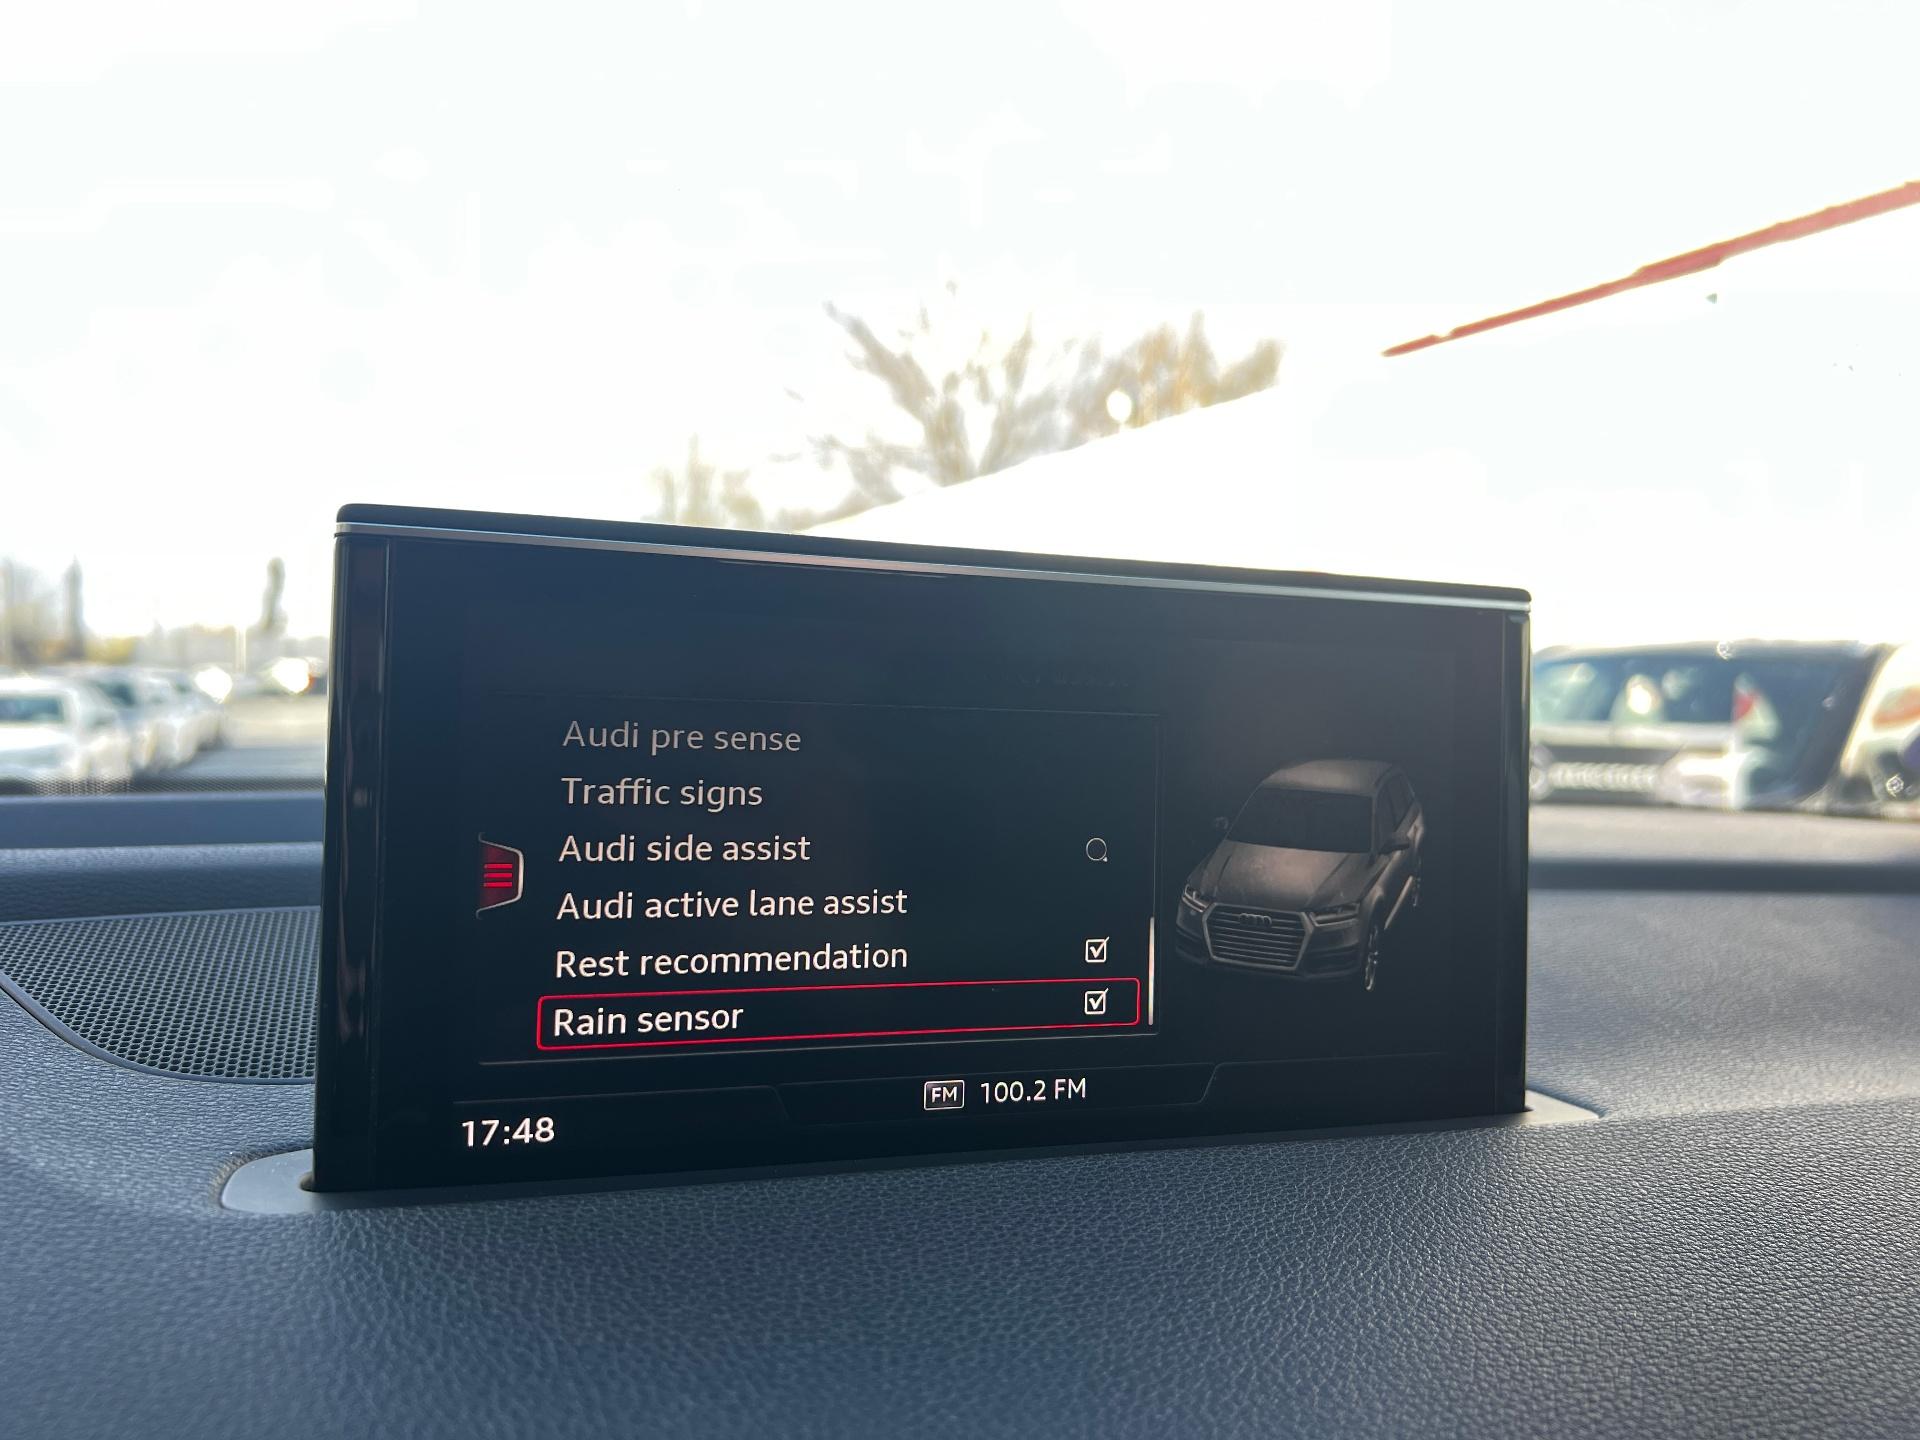 Audi pre sense
Traffic signs
Audi side assist
Audi active lane assist
Rest recommendation
Rain sensor
FM 100.2 FM
17:48